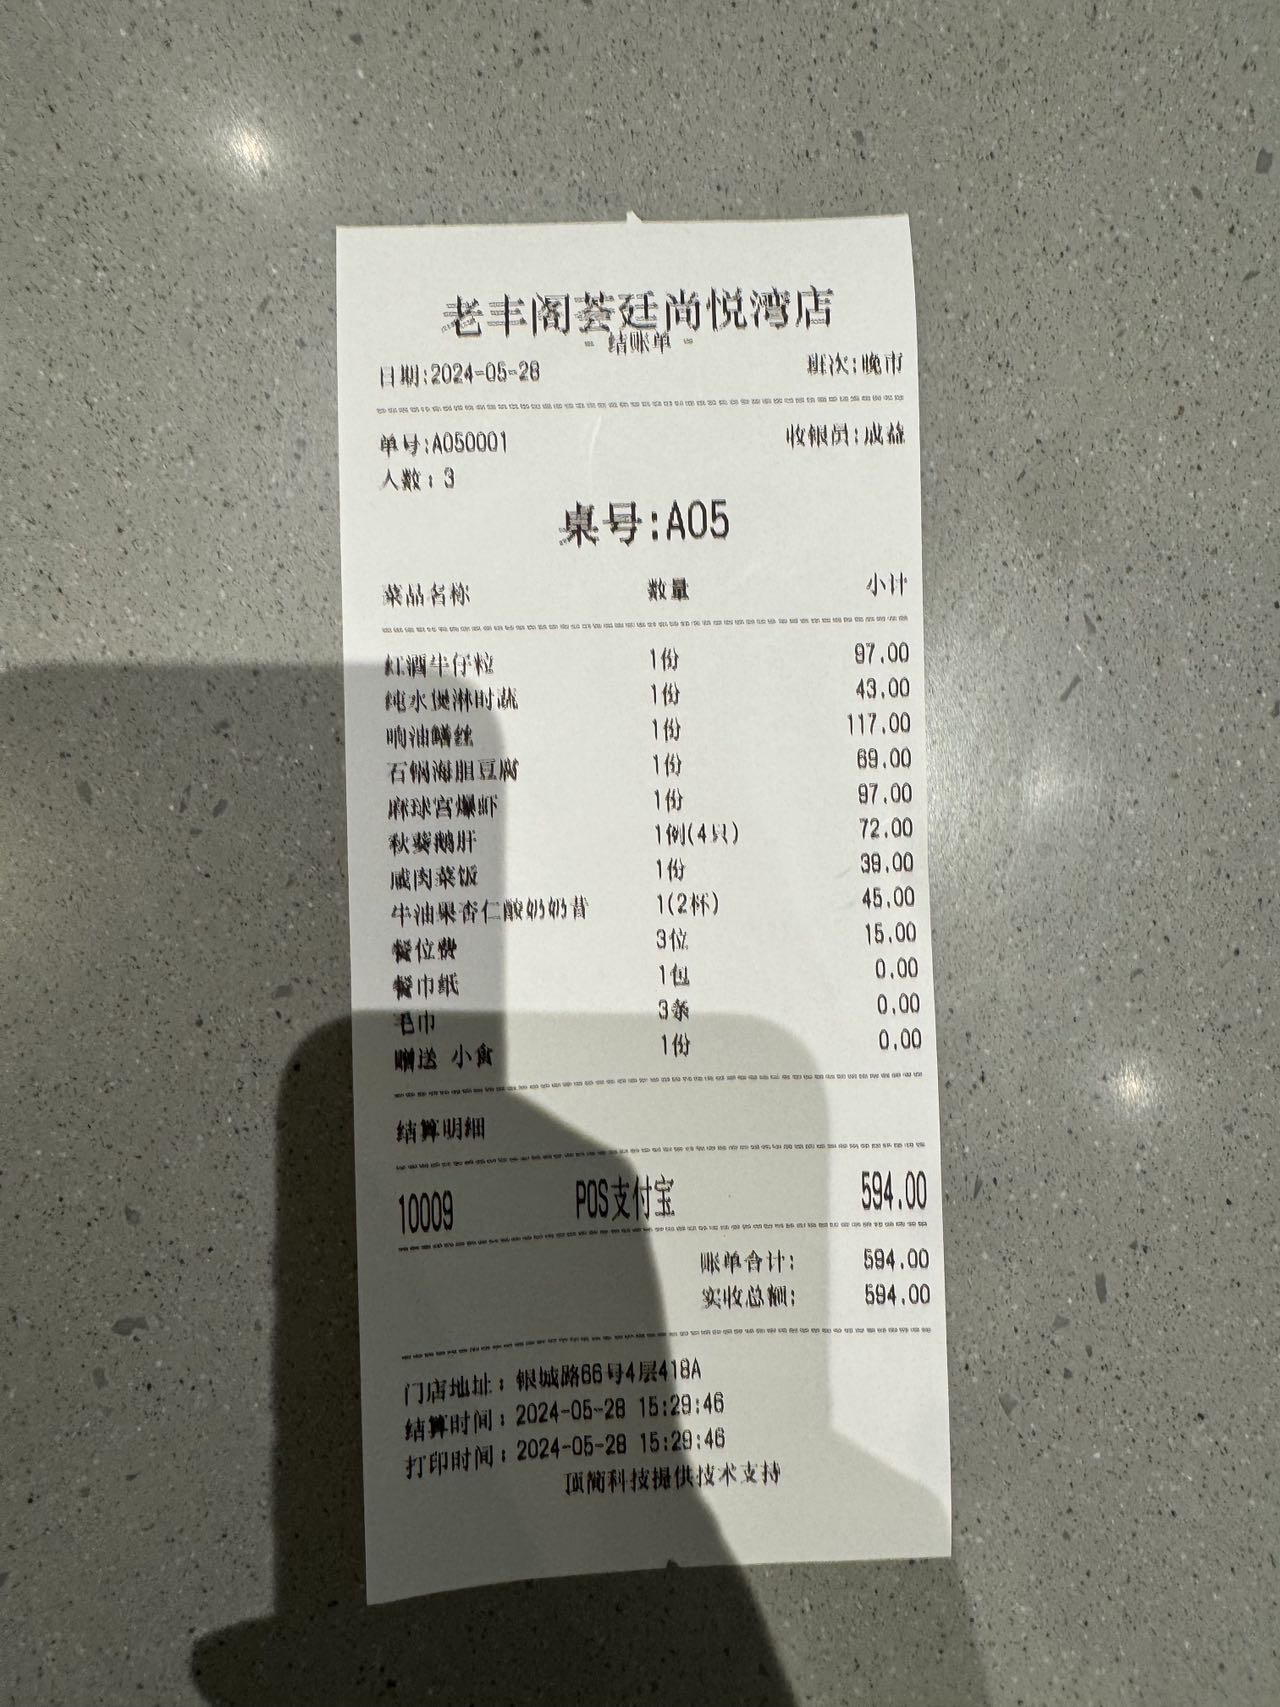 老丰阁荟廷尚悦湾店
- 结账单 -
日期:2024-05-28 班次:晚市
单号:A050001 收银员:成益
人数: 3
桌号:A05
菜品名称 数量 小计
红酒牛仔粒 1份 97.00
纯水煲淋时蔬 1份 43.00
响油鳝丝 1份 117.00
石锅海胆豆腐 1份 69.00
麻球宫爆虾 1份 97.00
秋葵鹅肝 1例(4只) 72.00
咸肉菜饭 1份 39.00
牛油果杏仁酸奶奶昔 1(2杯) 45.00
餐位费 3位 15.00
餐巾纸 1包 0.00
毛巾 3条 0.00
赠送 小食 1份 0.00
结算明细
10009 POS支付宝 594.00
账单合计: 594.00
实收总额: 594.00
门店地址: 银城路66号4层418A
结算时间: 2024-05-28 15:29:46
打印时间: 2024-05-28 15:29:46
顶简科技提供技术支持